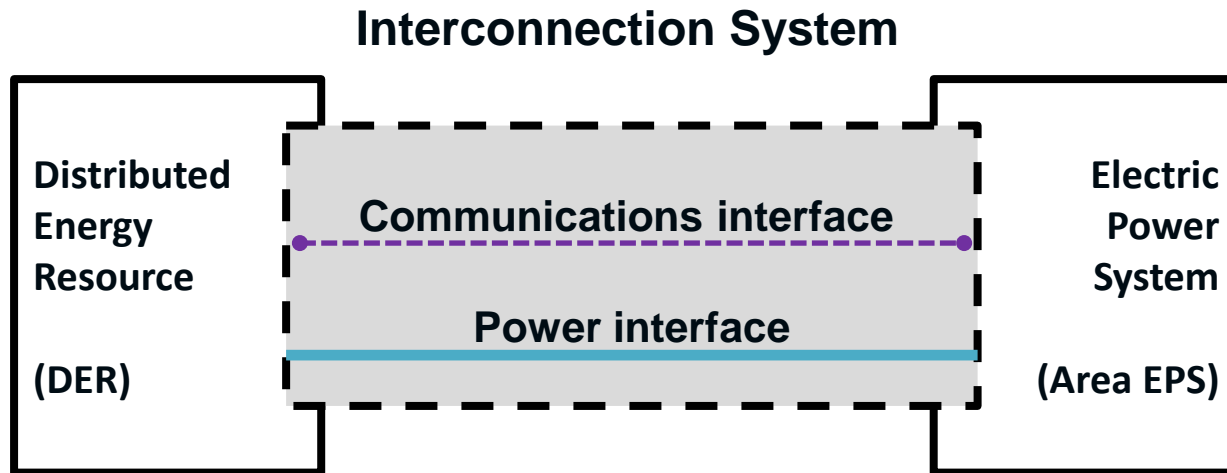 Interconnection System
Distributed
Energy
Resource
(DER)
Communications interface
Power interface
Electric
Power
System
(Area EPS)